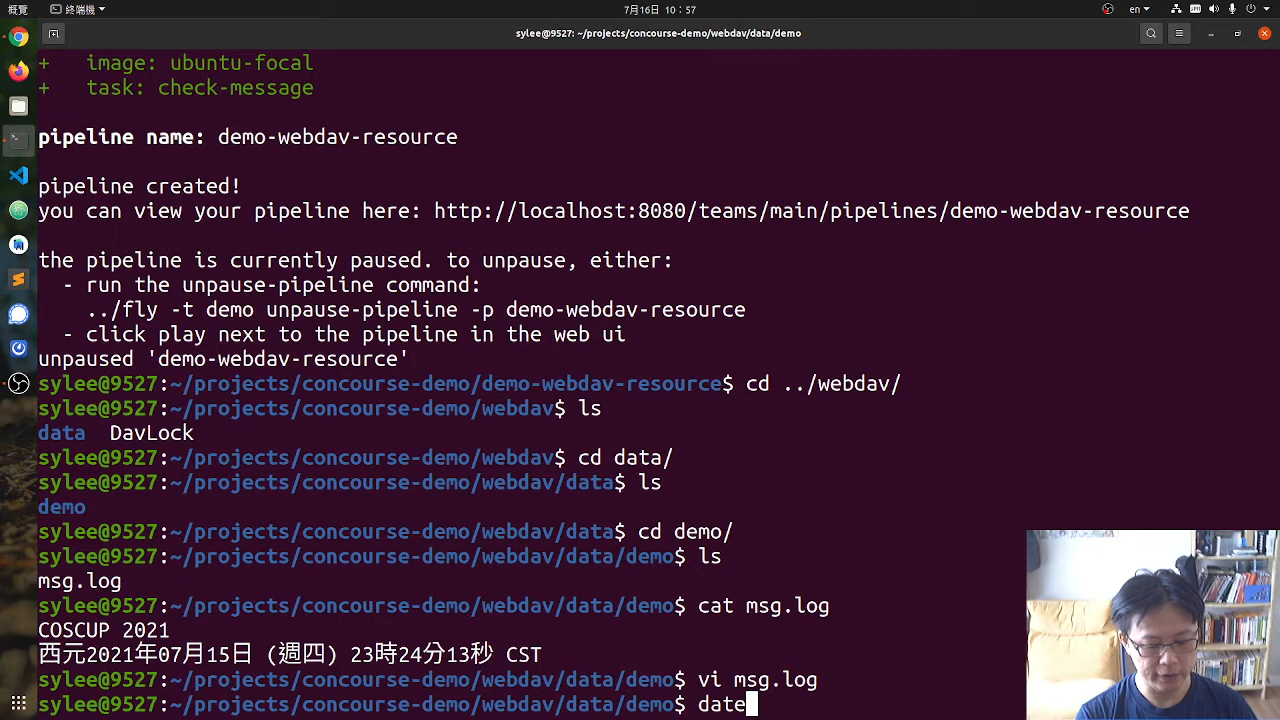 概覽 終端機 7月16日 10：57 en
sylee@9527: ~/projects/concourse-demo/webdav/data/demo
+   image: ubuntu-focal
+   task: check-message
pipeline name: demo-webdav-resource
pipeline created!
you can view your pipeline here: http://localhost:8080/teams/main/pipelines/demo-webdav-resource
the pipeline is currently paused. to unpause, either:
  - run the unpause-pipeline command:
    ../fly -t demo unpause-pipeline -p demo-webdav-resource
  - click play next to the pipeline in the web ui
unpaused 'demo-webdav-resource'
sylee@9527:~/projects/concourse-demo/demo-webdav-resource$ cd ../webdav/
sylee@9527:~/projects/concourse-demo/webdav$ ls
data  DavLock
sylee@9527:~/projects/concourse-demo/webdav$ cd data/
sylee@9527:~/projects/concourse-demo/webdav/data$ ls
demo
sylee@9527:~/projects/concourse-demo/webdav/data$ cd demo/
sylee@9527:~/projects/concourse-demo/webdav/data/demo$ ls
msg.log
sylee@9527:~/projects/concourse-demo/webdav/data/demo$ cat msg.log
COSCUP 2021
西元2021年07月15日 (週四) 23時24分13秒 CST
sylee@9527:~/projects/concourse-demo/webdav/data/demo$ vi msg.log
sylee@9527:~/projects/concourse-demo/webdav/data/demo$ date